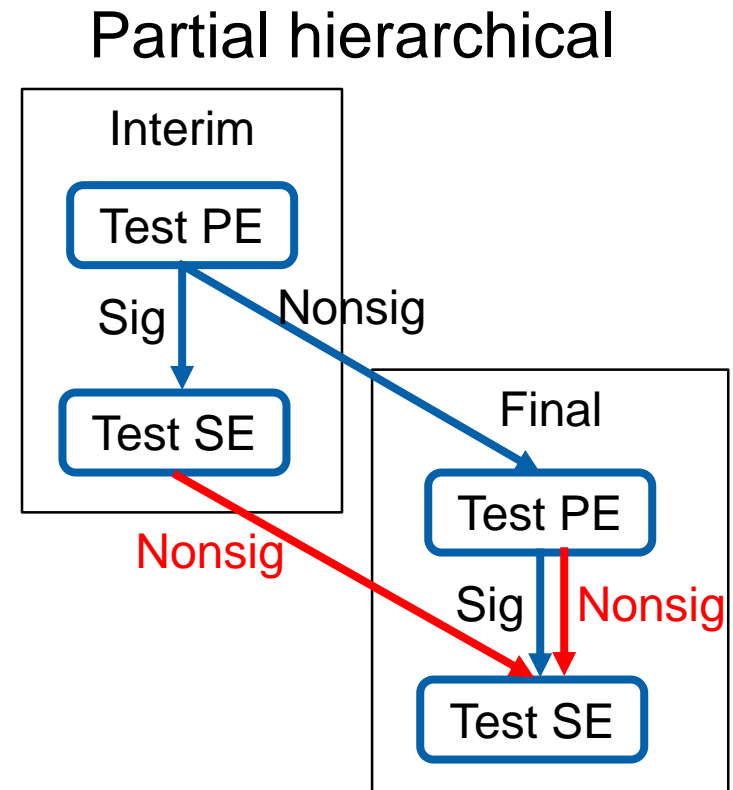 Partial hierarchical
Interim
Test PE
Sig
Nonsig
Test SE
Nonsig
Final
Test PE
Sig
Nonsig
Test SE